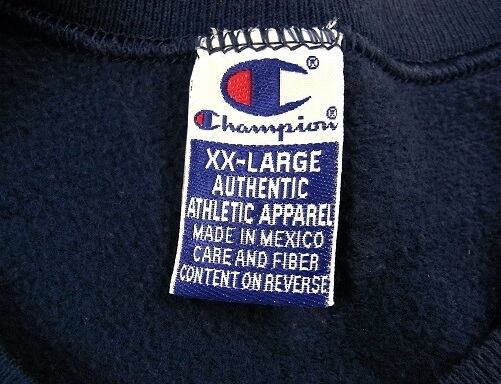 C®
Champion®
XX-LARGE
AUTHENTIC
ATHLETIC APPAREL
MADE IN MEXICO
CARE AND FIBER
CONTENT ON REVERSE